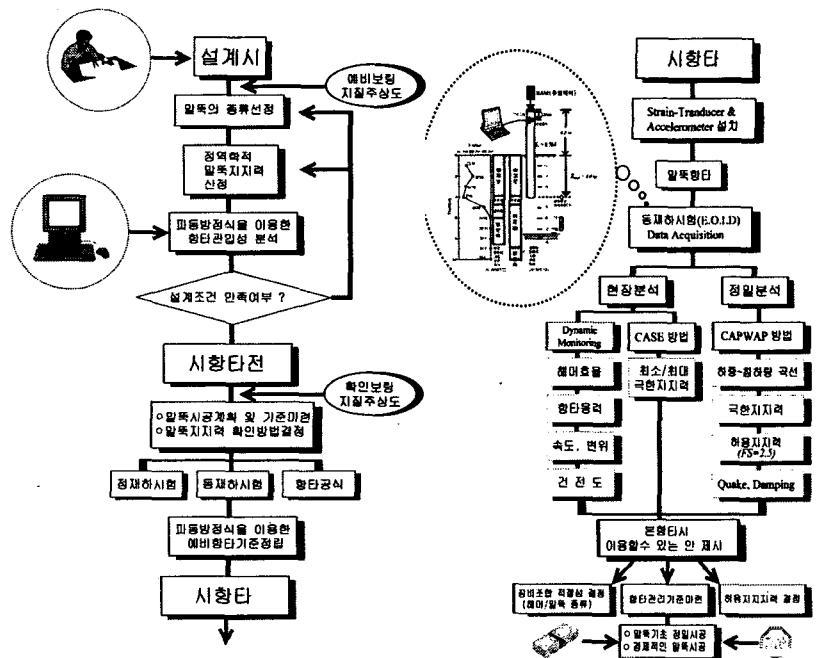 설계시
예비보링
지질주상도
말뚝의 종류선정
정역학적
말뚝지지력
산정
파동방정식을 이용한
항타관입성 분석
설계조건 만족여부 ?
시항타전
확인보링
지질주상도
o말뚝시공계획 및 기준마련
o말뚝지지력 확인방법결정
정재하시험
동재하시험
항타공식
파동방정식을 이용한
예비항타기준정립
시항타
시항타
Strain-Tranducer &
Accelerometer 설치
말뚝항타
동재하시험(E.O.I.D)
Data Acquisition
현장분석
정밀분석
Dynamic
Monitoring
CASE 방법
CAPWAP 방법
해머효율
최소/최대
극한지지력
하중-침하량 곡선
항타응력
극한지지력
속도, 변위
허용지지력
(FS=2.5)
건 전 도
Quake, Damping
본항타시
이용할수 있는 안 제시
장비조합 적절성 결정
(해머/말뚝 종류)
항타관리기준마련
허용지지지력 결정
o 말뚝기초 정밀시공
o 경제적인 말뚝시공